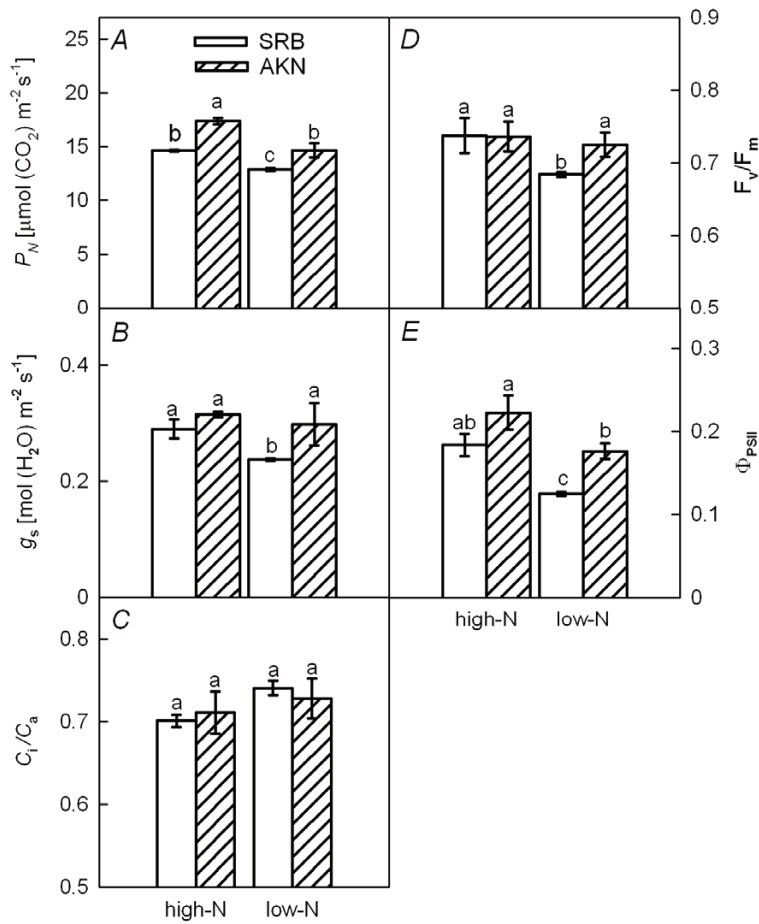 A
SRB
AKN
25
20
15
10
5
0
P_N [µmol (CO₂) m⁻² s⁻¹]
b
a
c
b
D
0.9
0.8
0.7
0.6
0.5
Fᵥ/Fₘ
a
a
b
a
B
0.4
0.2
0
gₛ [mol (H₂O) m⁻² s⁻¹]
a
a
b
a
E
0.3
0.2
0.1
0
Φ_PSII
ab
a
c
b
high-N low-N
C
0.8
0.7
0.6
0.5
Cᵢ/Cₐ
a
a
a
a
high-N low-N